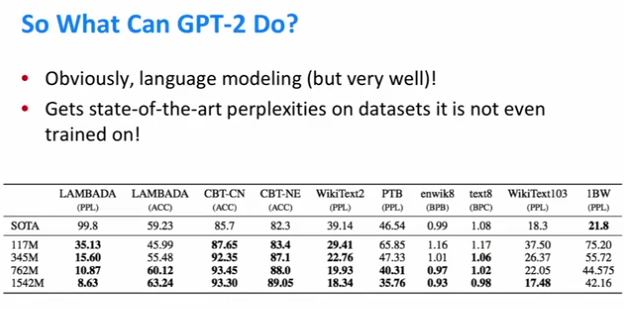 So What Can GPT-2 Do?
• Obviously, language modeling (but very well)!
• Gets state-of-the-art perplexities on datasets it is not even
trained on!
LAMBADA LAMBADA CBT-CN CBT-NE WikiText2 PTB enwik8 text8 WikiText103 1BW
(PPL) (ACC) (ACC) (ACC) (PPL) (PPL) (BPB) (BPC) (PPL) (PPL)
SOTA 99.8 59.23 85.7 82.3 39.14 46.54 0.99 1.08 18.3 21.8
117M 35.13 45.99 87.65 83.4 29.41 65.85 1.16 1.17 37.50 75.20
345M 15.60 55.48 92.35 87.1 22.76 47.33 1.01 1.06 26.37 55.72
762M 10.87 60.12 93.45 88.0 19.93 40.31 0.97 1.02 22.05 44.575
1542M 8.63 63.24 93.30 89.05 18.34 35.76 0.93 0.98 17.48 42.16